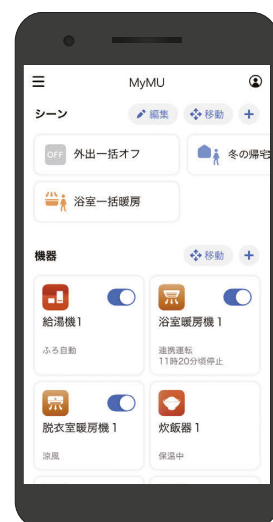 MyMU
シーン
編集
移動
OFF
外出一括オフ
冬の帰宅
浴室一括暖房
機器
移動
給湯機1
ふろ自動
浴室暖房機 1
連携運転
11時20分頃停止
脱衣室暖房機 1
涼風
炊飯器 1
保温中